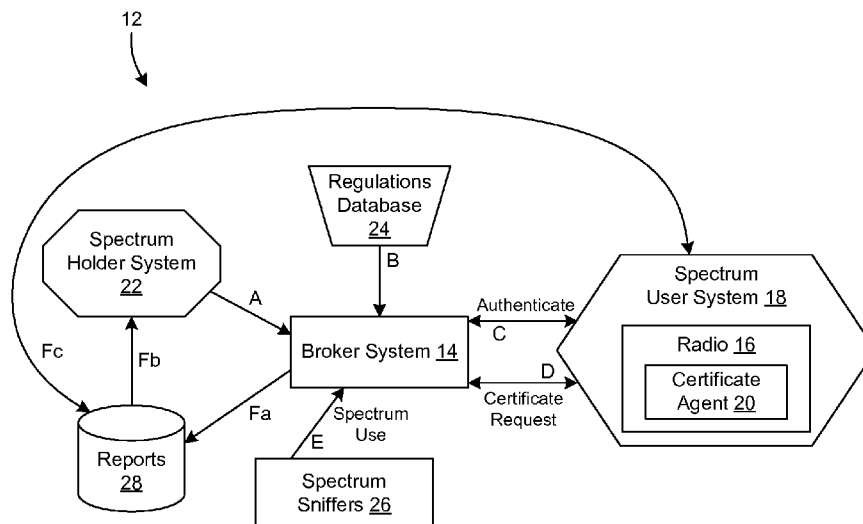 12
Regulations
Database
24
Spectrum
Holder System
22
A
B
Spectrum
User System 18
Authenticate
C
Broker System 14
Radio 16
Fc
Fb
D
Certificate
Agent 20
Certificate
Request
Fa
Spectrum
Use
E
Reports
28
Spectrum
Sniffers 26